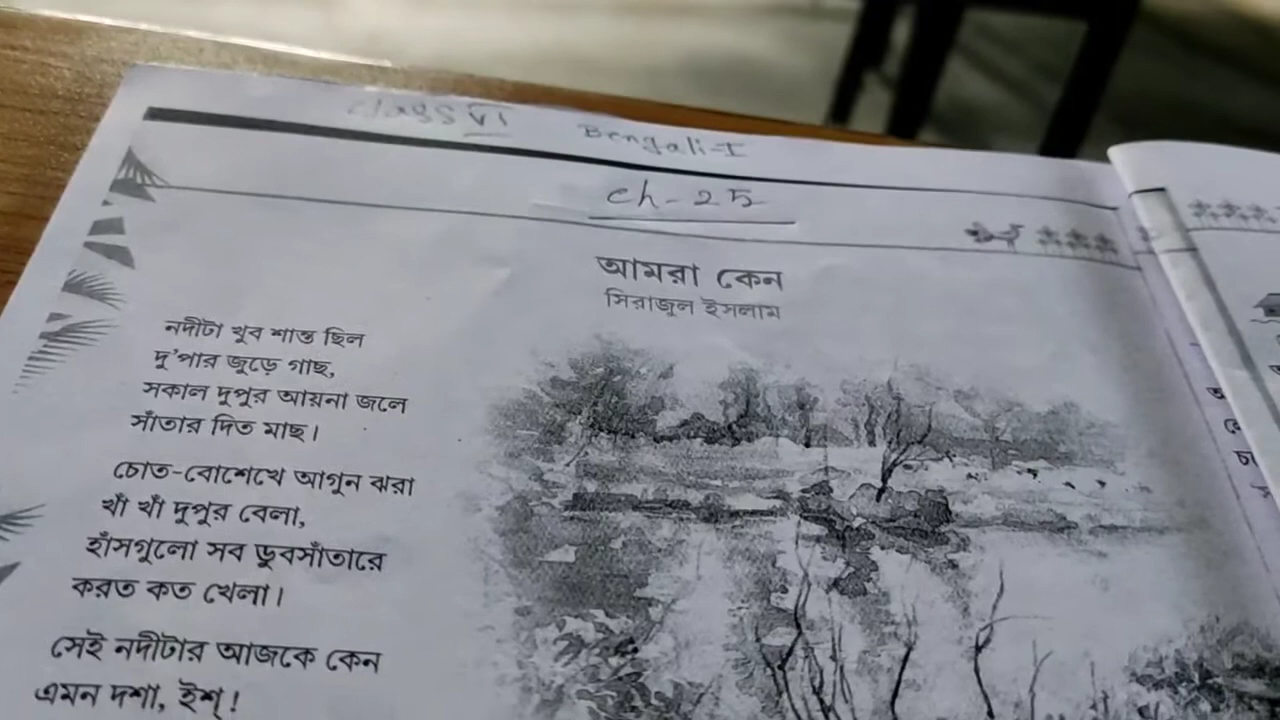 class VI
Bengali-I
ch - 25
আমরা কেন
সিরাজুল ইসলাম
নদীটা খুব শান্ত ছিল
দু'পার জুড়ে গাছ,
সকাল দুপুর আয়না জলে
সাঁতার দিত মাছ।
চোত-বোশেখে আগুন ঝরা
খাঁ খাঁ দুপুর বেলা,
হাঁসগুলো সব ডুবসাঁতারে
করত কত খেলা।
সেই নদীটার আজকে কেন
এমন দশা, ইশ্!